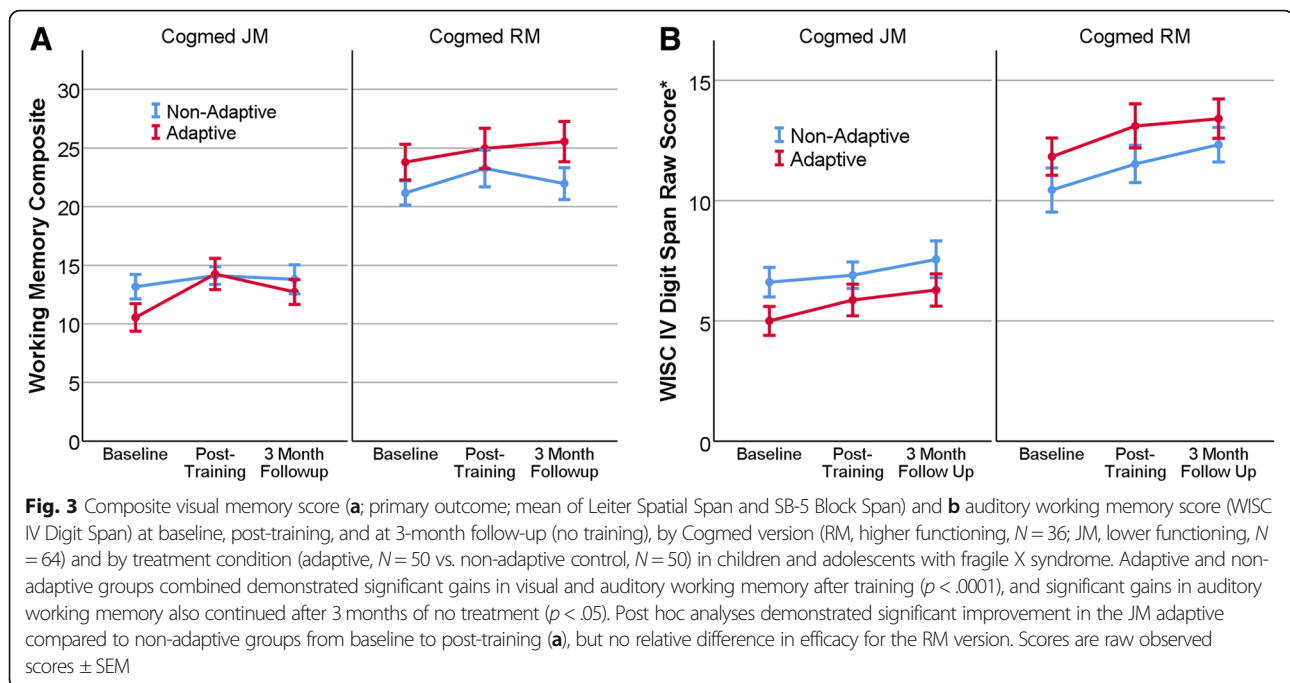 A
Cogmed JM
Cogmed RM
Working Memory Composite
30
25
20
15
10
5
0
Non-Adaptive
Adaptive
Baseline
Post-
Training
3 Month
Followup
Baseline
Post-
Training
3 Month
Followup
B
Cogmed JM
Cogmed RM
WISC IV Digit Span Raw Score*
15
10
5
0
Non-Adaptive
Adaptive
Baseline
Post-
Training
3 Month
Follow Up
Baseline
Post-
Training
3 Month
Follow Up
Fig. 3 Composite visual memory score (a; primary outcome; mean of Leiter Spatial Span and SB-5 Block Span) and b auditory working memory score (WISC
IV Digit Span) at baseline, post-training, and at 3-month follow-up (no training), by Cogmed version (RM, higher functioning, N = 36; JM, lower functioning, N
= 64) and by treatment condition (adaptive, N = 50 vs. non-adaptive control, N = 50) in children and adolescents with fragile X syndrome. Adaptive and non-
adaptive groups combined demonstrated significant gains in visual and auditory working memory after training (p < .0001), and significant gains in auditory
working memory also continued after 3 months of no treatment (p < .05). Post hoc analyses demonstrated significant improvement in the JM adaptive
compared to non-adaptive groups from baseline to post-training (a), but no relative difference in efficacy for the RM version. Scores are raw observed
scores ± SEM